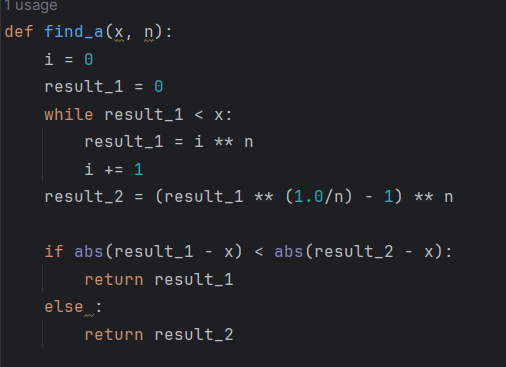 1 usage
def find_a(x, n):
    i = 0
    result_1 = 0
    while result_1 < x:
        result_1 = i ** n
        i += 1
    result_2 = (result_1 ** (1.0/n) - 1) ** n
    if abs(result_1 - x) < abs(result_2 - x):
        return result_1
    else :
        return result_2